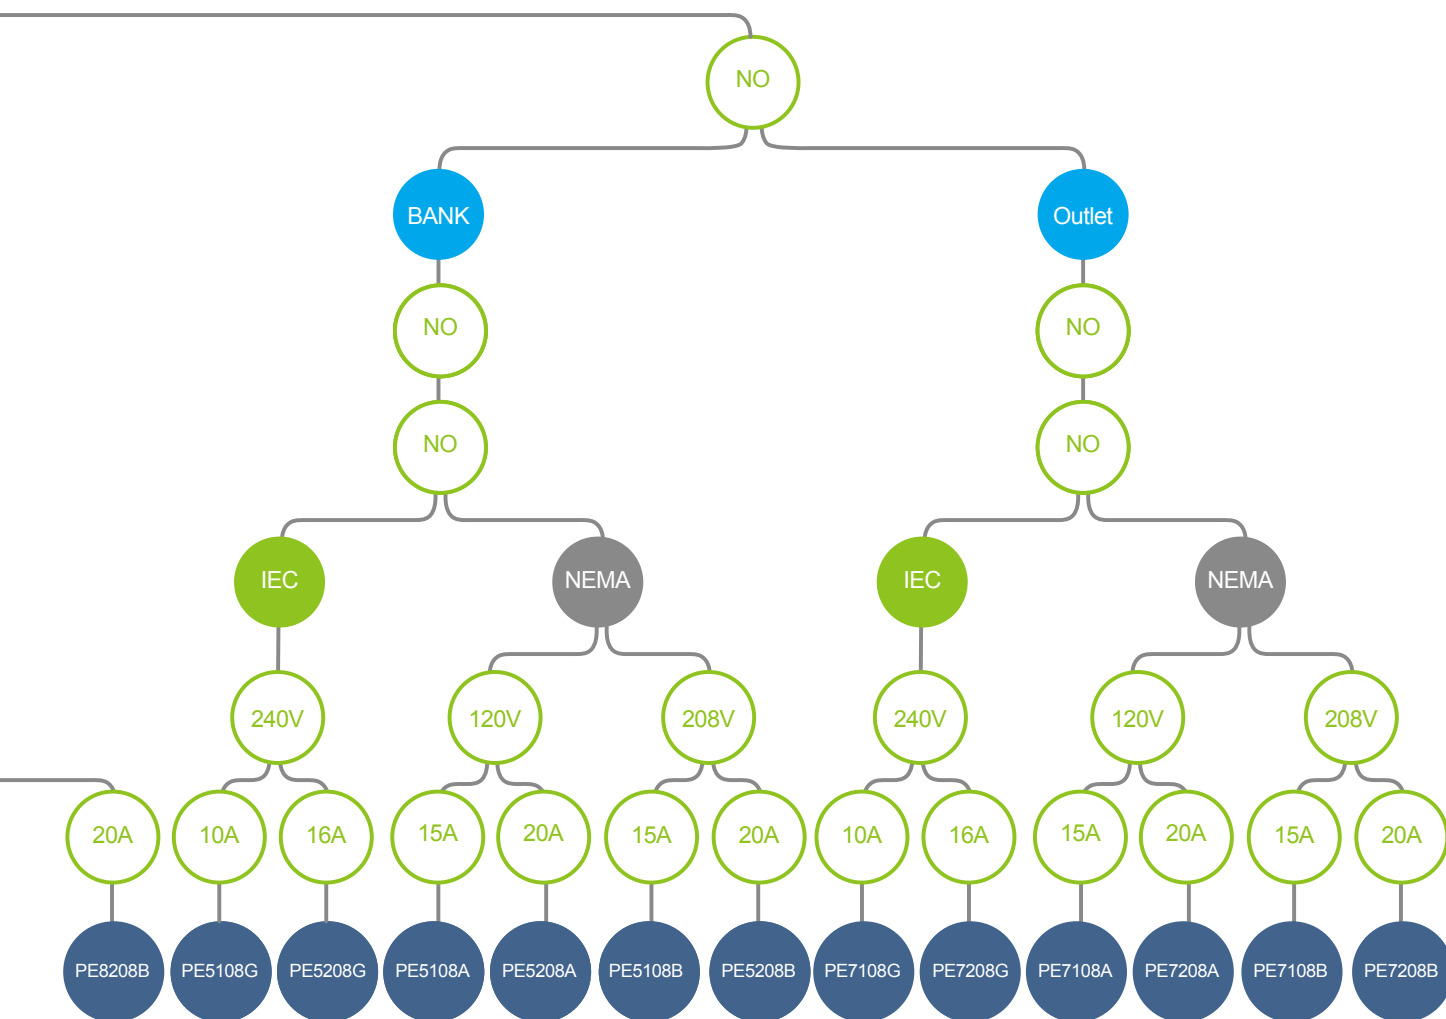 NO
BANK
Outlet
NO
NO
NO
NO
IEC
NEMA
IEC
NEMA
240V
120V
208V
240V
120V
208V
20A
10A
16A
15A
20A
15A
20A
10A
16A
15A
20A
15A
20A
PE8208B
PE5108G
PE5208G
PE5108A
PE5208A
PE5108B
PE5208B
PE7108G
PE7208G
PE7108A
PE7208A
PE7108B
PE7208B